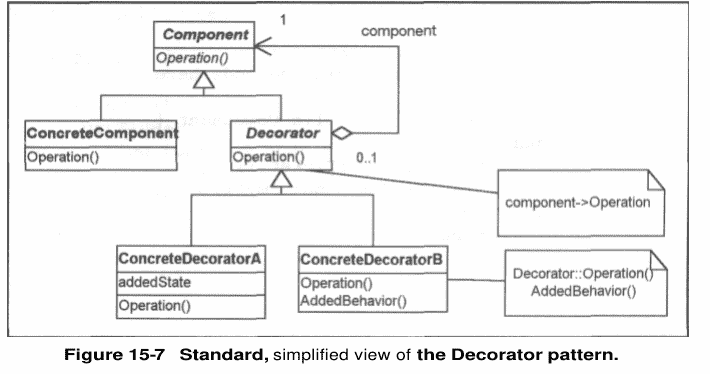 1
component
Component
Operation()
ConcreteComponent
Operation()
Decorator
Operation()
0..1
component->Operation
ConcreteDecoratorA
addedState
Operation()
ConcreteDecoratorB
Operation()
AddedBehavior()
Decorator::Operation()
AddedBehavior()
Figure 15-7 Standard, simplified view of the Decorator pattern.